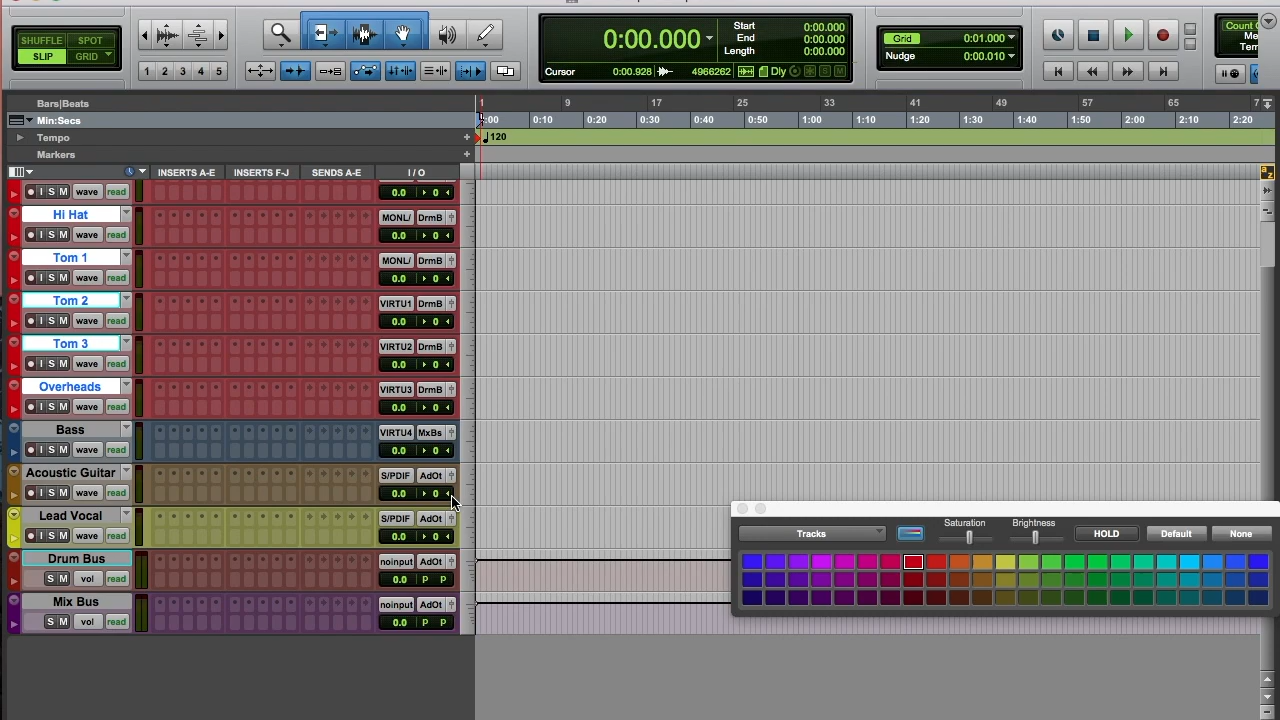 SHUFFLE SPOT
SLIP GRID
1 2 3 4 5
0:00.000
Start 0:00.000
End 0:00.000
Length 0:00.000
Cursor 0:00.928 4966262 Dly S M
Grid 0:01.000
Nudge 0:00.010
Count
Me
Tem
Bars|Beats 1 9 17 25 33 41 49 57 65 7
Min:Secs :00 0:10 0:20 0:30 0:40 0:50 1:00 1:10 1:20 1:30 1:40 1:50 2:00 2:10 2:20
Tempo + 120
Markers +
INSERTS A-E INSERTS F-J SENDS A-E I / O
a z
I S M wave read 0.0 0
Hi Hat MONL/ DrmB
I S M wave read 0.0 0
Tom 1 MONL/ DrmB
I S M wave read 0.0 0
Tom 2 VIRTU1 DrmB
I S M wave read 0.0 0
Tom 3 VIRTU2 DrmB
I S M wave read 0.0 0
Overheads VIRTU3 DrmB
I S M wave read 0.0 0
Bass VIRTU4 MxBs
I S M wave read 0.0 0
Acoustic Guitar S/PDIF AdOt
I S M wave read 0.0 0
Lead Vocal S/PDIF AdOt
I S M wave read 0.0 0
Drum Bus noinput AdOt
S M vol read 0.0 P P
Mix Bus noinput AdOt
S M vol read 0.0 P P
Tracks Saturation Brightness HOLD Default None